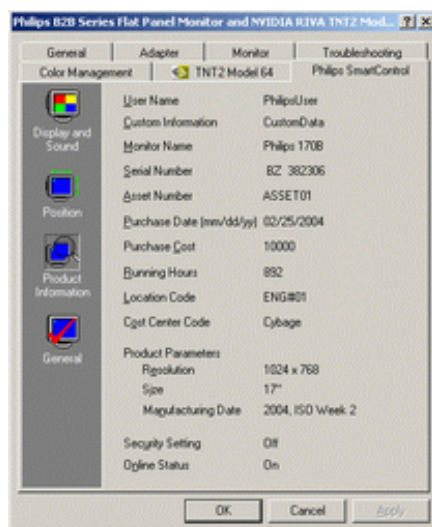 Philips B2B Series Flat Panel Monitor and NVIDIA RIVA TNT2 Mod... ? X
General Adapter Monitor Troubleshooting
Color Management TNT2 Model 64 Philips SmartControl
Display and Sound
Position
Product Information
General
User Name PhilipsUser
Custom Information CustomData
Monitor Name Philips 170B
Serial Number BZ 382306
Asset Number ASSET01
Purchase Date (mm/dd/yy) 02/25/2004
Purchase Cost 10000
Running Hours 892
Location Code ENG#01
Cost Center Code Cybage
Product Parameters
Resolution 1024 x 768
Size 17"
Manufacturing Date 2004, ISO Week 2
Security Setting Off
Online Status On
OK Cancel Apply